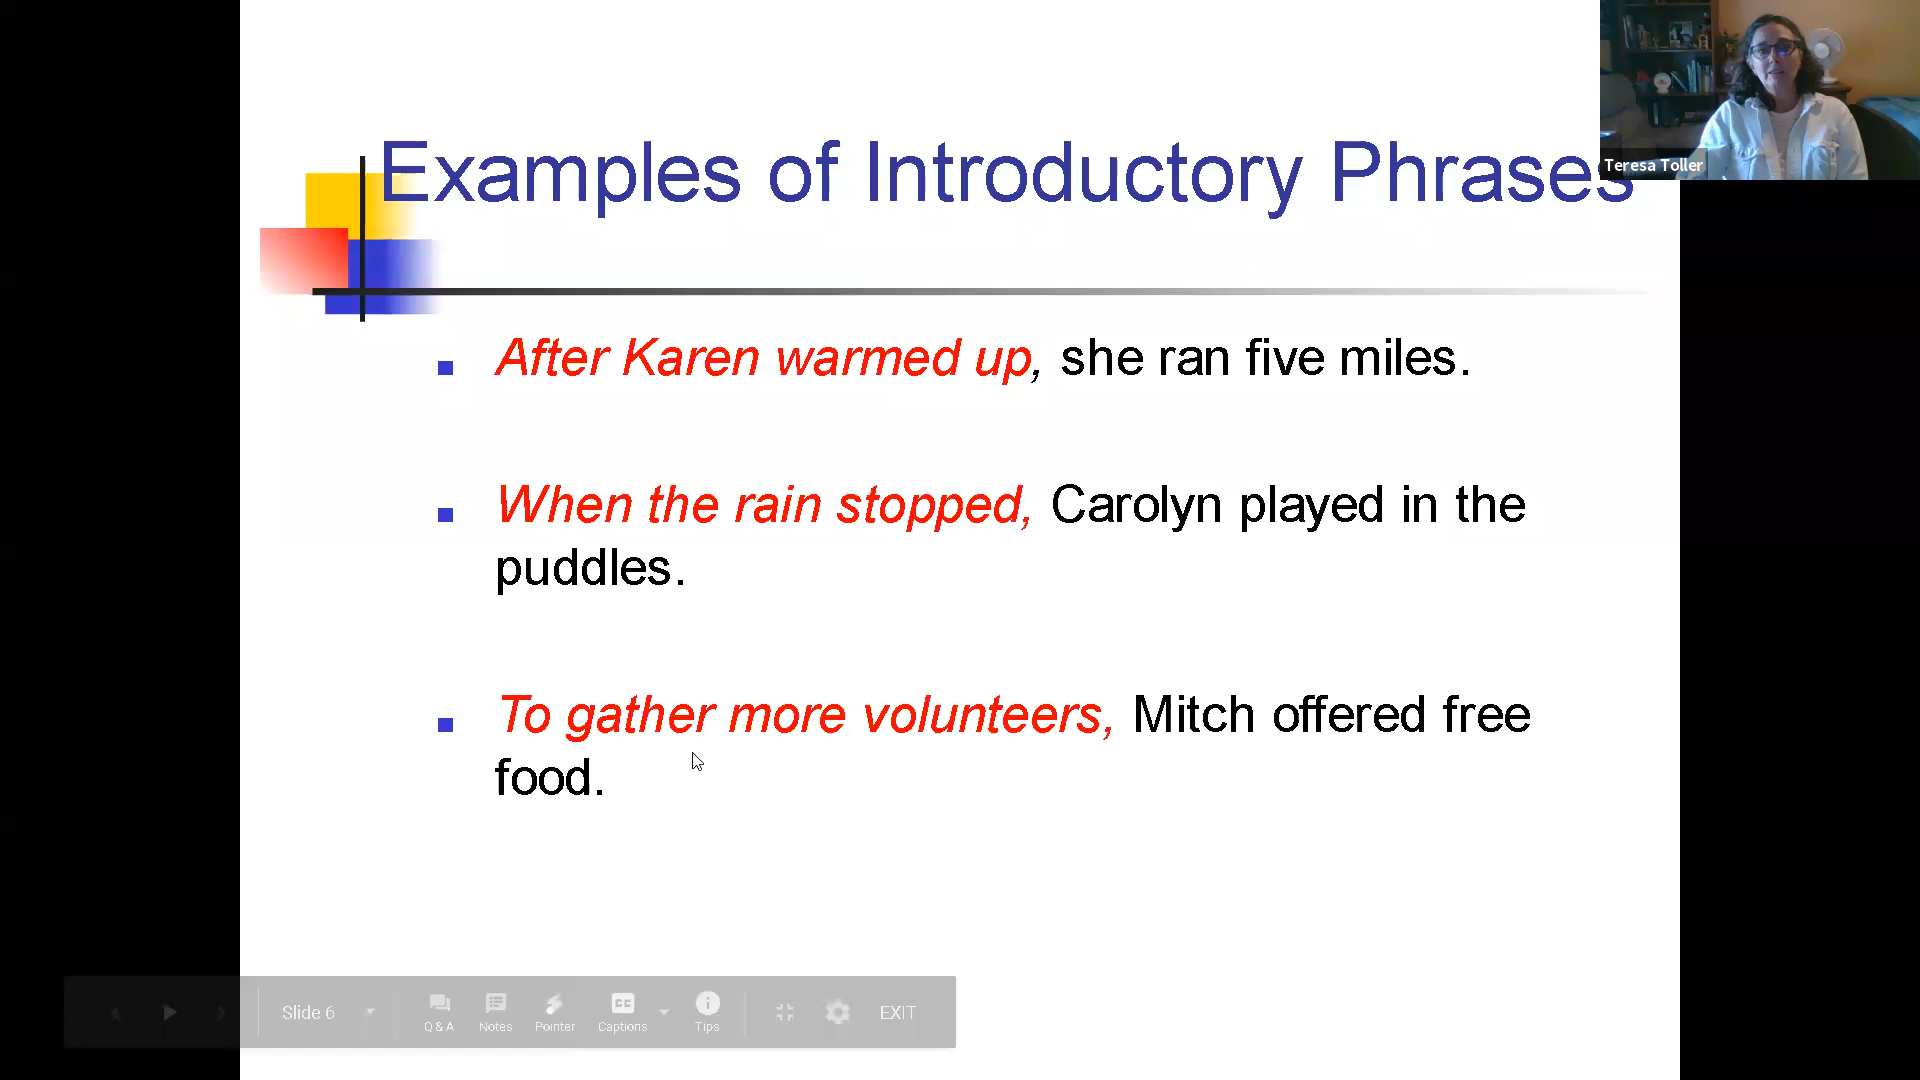 Examples of Introductory Phrases
Teresa Toller
After Karen warmed up, she ran five miles.
When the rain stopped, Carolyn played in the
puddles.
To gather more volunteers, Mitch offered free
food.
Slide 6
Q & A
Notes
Pointer
CC
Captions
Tips
EXIT